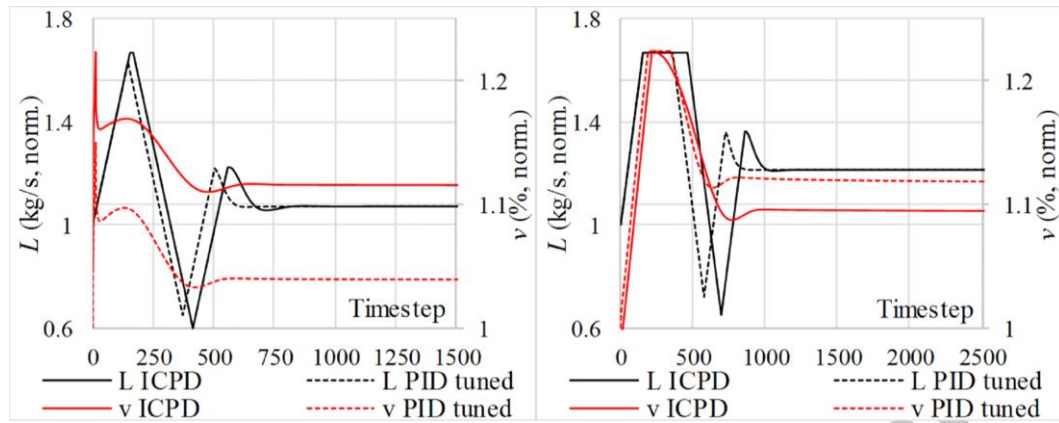 1.8
1.4
1
0.6
L (kg/s, norm.)
1.2
1.11
1
v (%, norm.)
Timestep
0 250 500 750 1000 1250 1500
L ICPD L PID tuned
v ICPD v PID tuned
1.8
1.4
1
0.6
L (kg/s, norm.)
1.2
1.11
1
v (%, norm.)
Timestep
0 500 1000 1500 2000 2500
L ICPD L PID tuned
v ICPD v PID tuned